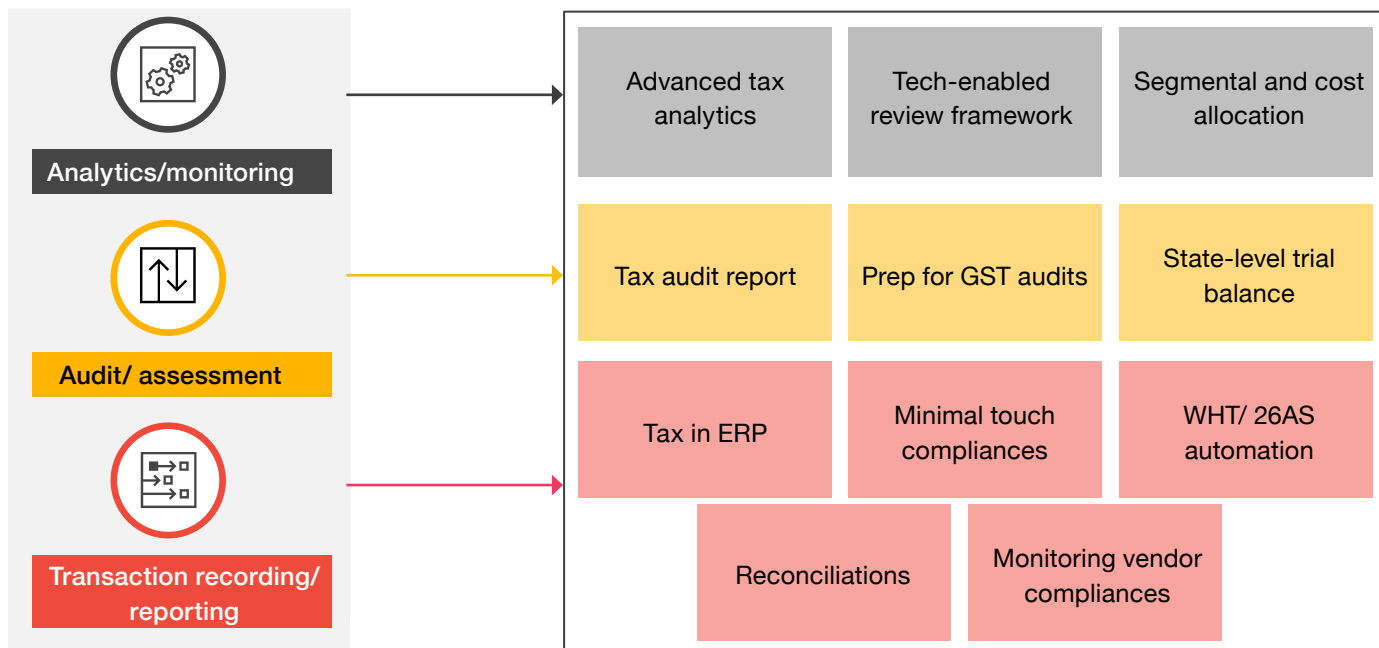 Analytics/monitoring
Advanced tax
analytics
Tech-enabled
review framework
Segmental and cost
allocation
Audit/ assessment
Tax audit report
Prep for GST audits
State-level trial
balance
Transaction recording/
reporting
Tax in ERP
Minimal touch
compliances
WHT/ 26AS
automation
Reconciliations
Monitoring vendor
compliances